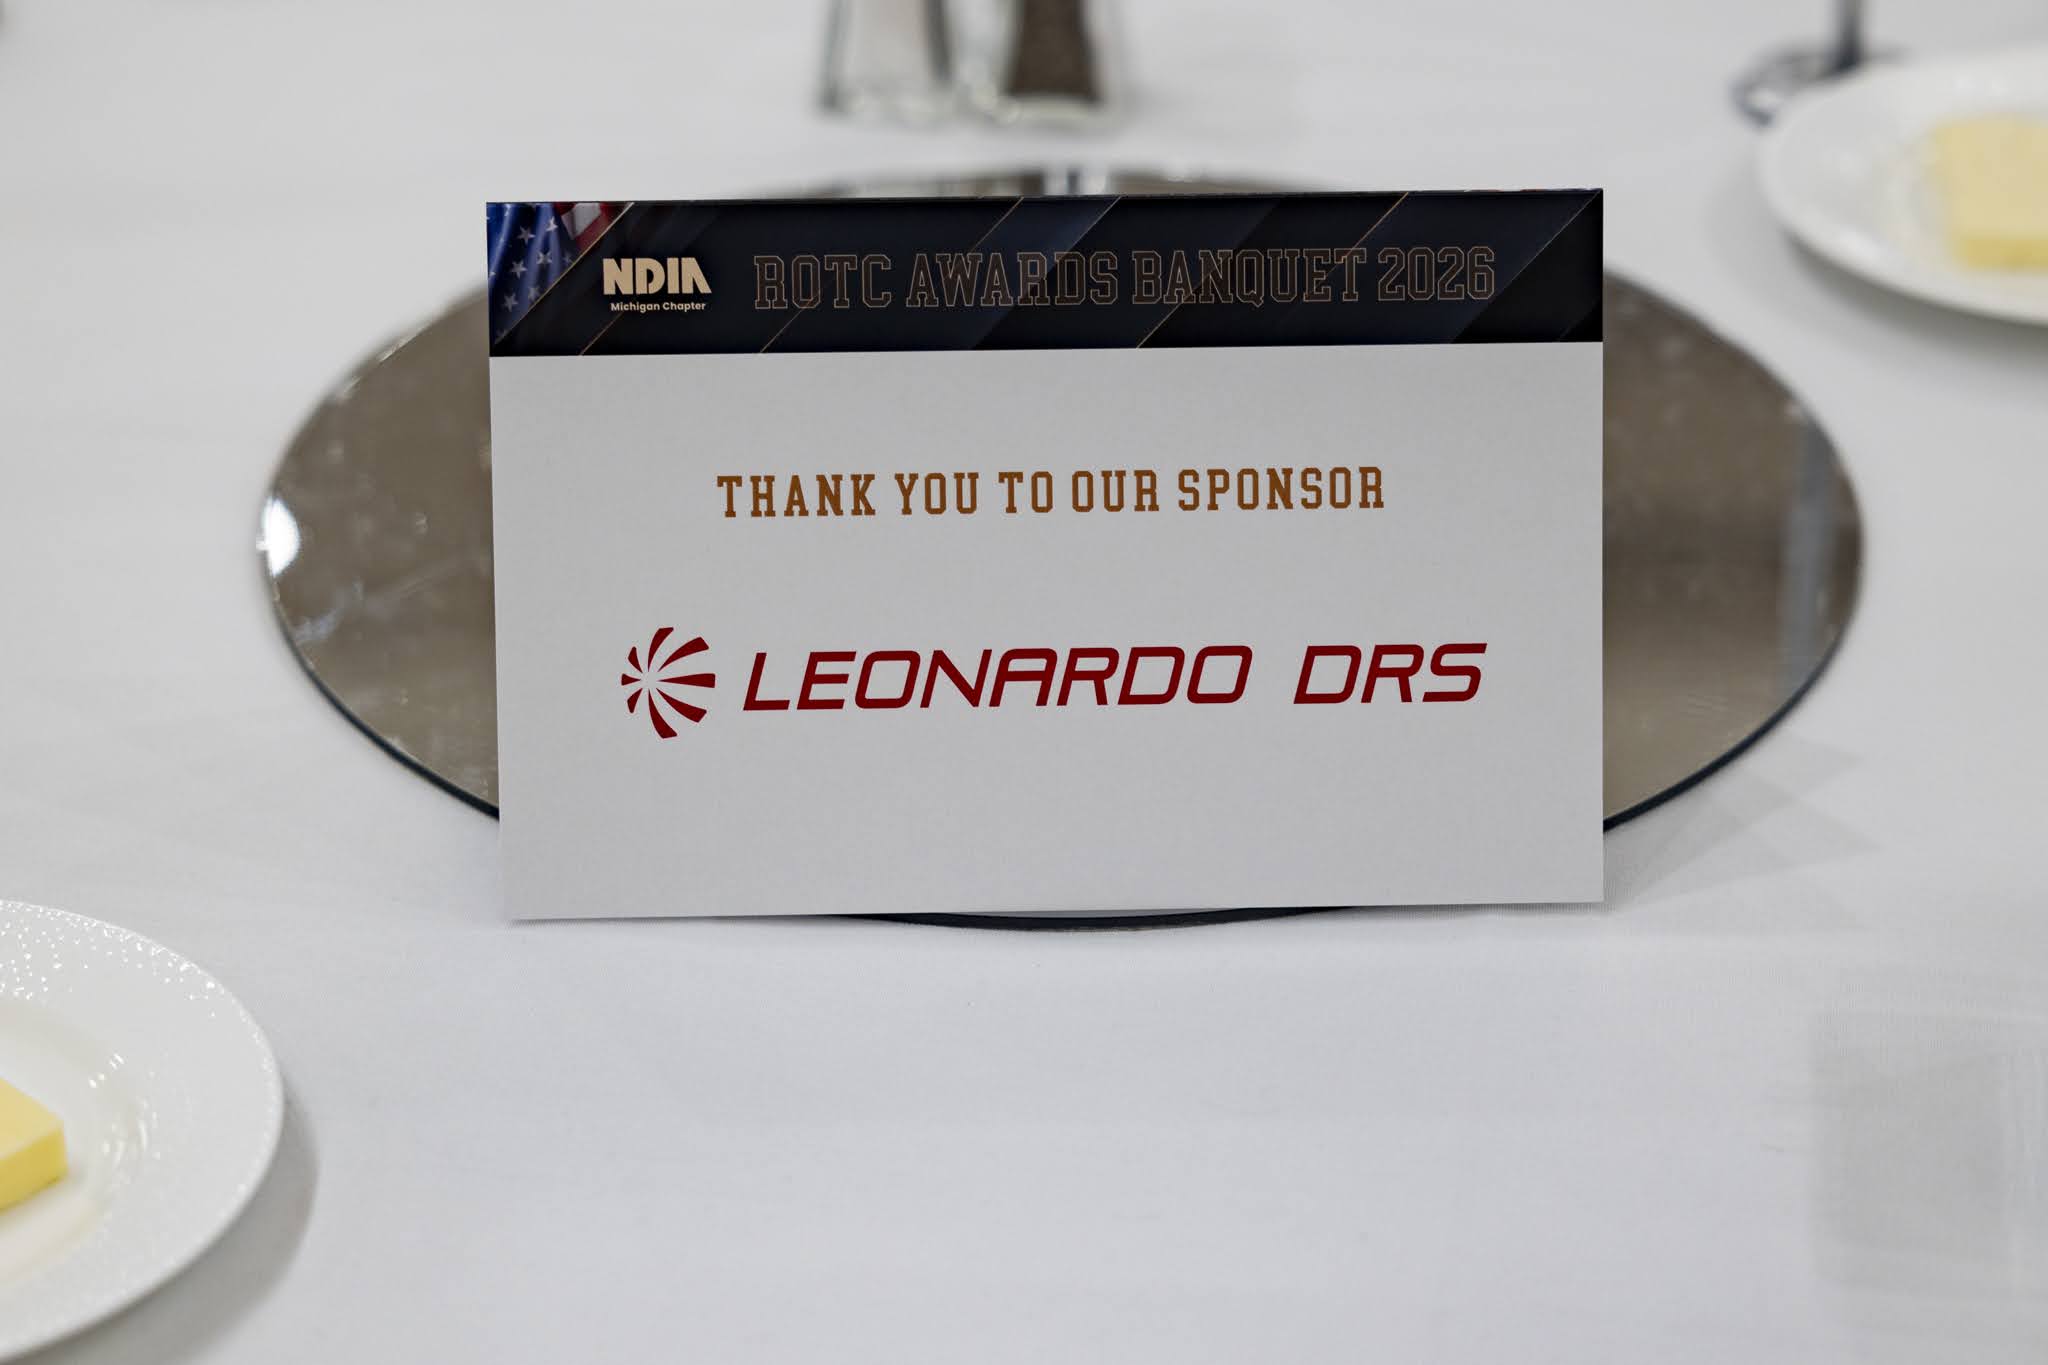 NDIA
Michigan Chapter
ROTC AWARDS BANQUET 2026
THANK YOU TO OUR SPONSOR
LEONARDO DRS